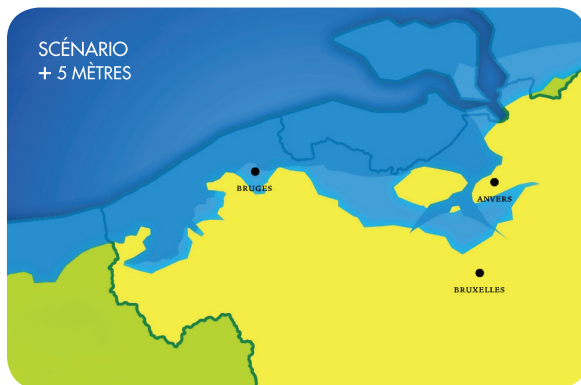 SCÉNARIO
+ 5 MÈTRES
BRUGES
ANVERS
BRUXELLES